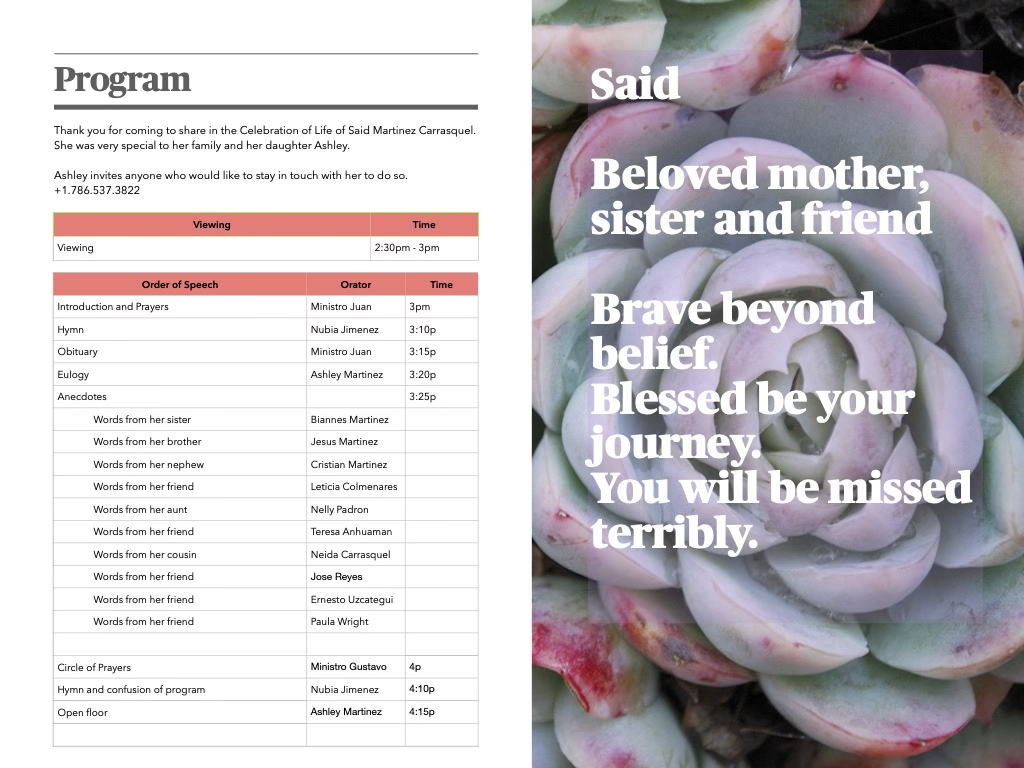 Program
Thank you for coming to share in the Celebration of Life of Said Martinez Carrasquel.
She was very special to her family and her daughter Ashley.
Ashley invites anyone who would like to stay in touch with her to do so.
+1.786.537.3822
Viewing Time
Viewing 2:30pm - 3pm
Order of Speech Orator Time
Introduction and Prayers Ministro Juan 3pm
Hymn Nubia Jimenez 3:10p
Obituary Ministro Juan 3:15p
Eulogy Ashley Martinez 3:20p
Anecdotes 3:25p
Words from her sister Biannes Martinez
Words from her brother Jesus Martinez
Words from her nephew Cristian Martinez
Words from her friend Leticia Colmenares
Words from her aunt Nelly Padron
Words from her friend Teresa Anhuaman
Words from her cousin Neida Carrasquel
Words from her friend Jose Reyes
Words from her friend Ernesto Uzcategui
Words from her friend Paula Wright
Circle of Prayers Ministro Gustavo 4p
Hymn and confusion of program Nubia Jimenez 4:10p
Open floor Ashley Martinez 4:15p
Said
Beloved mother,
sister and friend
Brave beyond
belief.
Blessed be your
journey.
You will be missed
terribly.